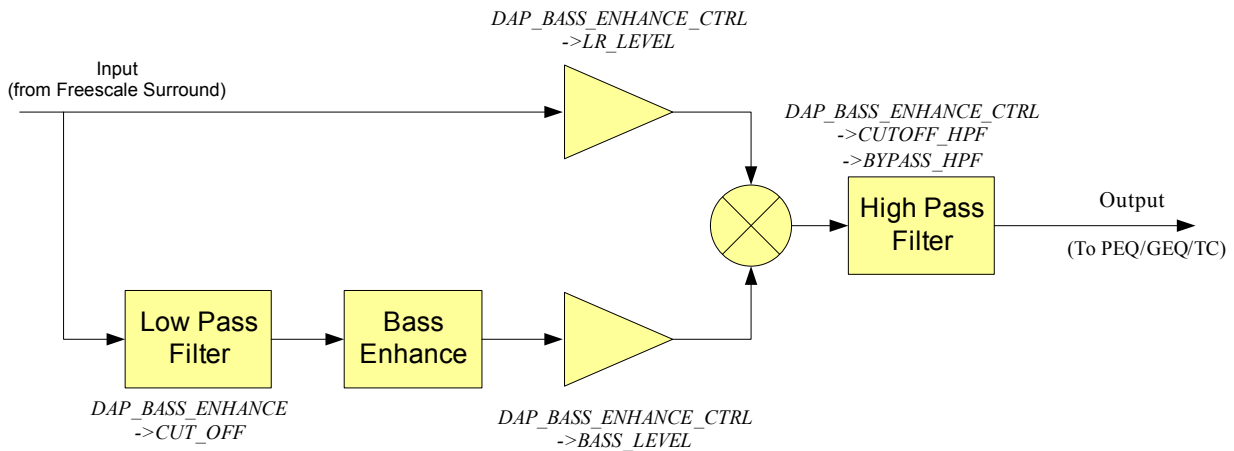 DAP_BASS_ENHANCE_CTRL
->LR_LEVEL
Input
(from Freescale Surround)
DAP_BASS_ENHANCE_CTRL
->CUTOFF_HPF
->BYPASS_HPF
High Pass
Filter
Output
(To PEQ/GEQ/TC)
Low Pass
Filter
Bass
Enhance
DAP_BASS_ENHANCE
->CUT_OFF
DAP_BASS_ENHANCE_CTRL
->BASS_LEVEL